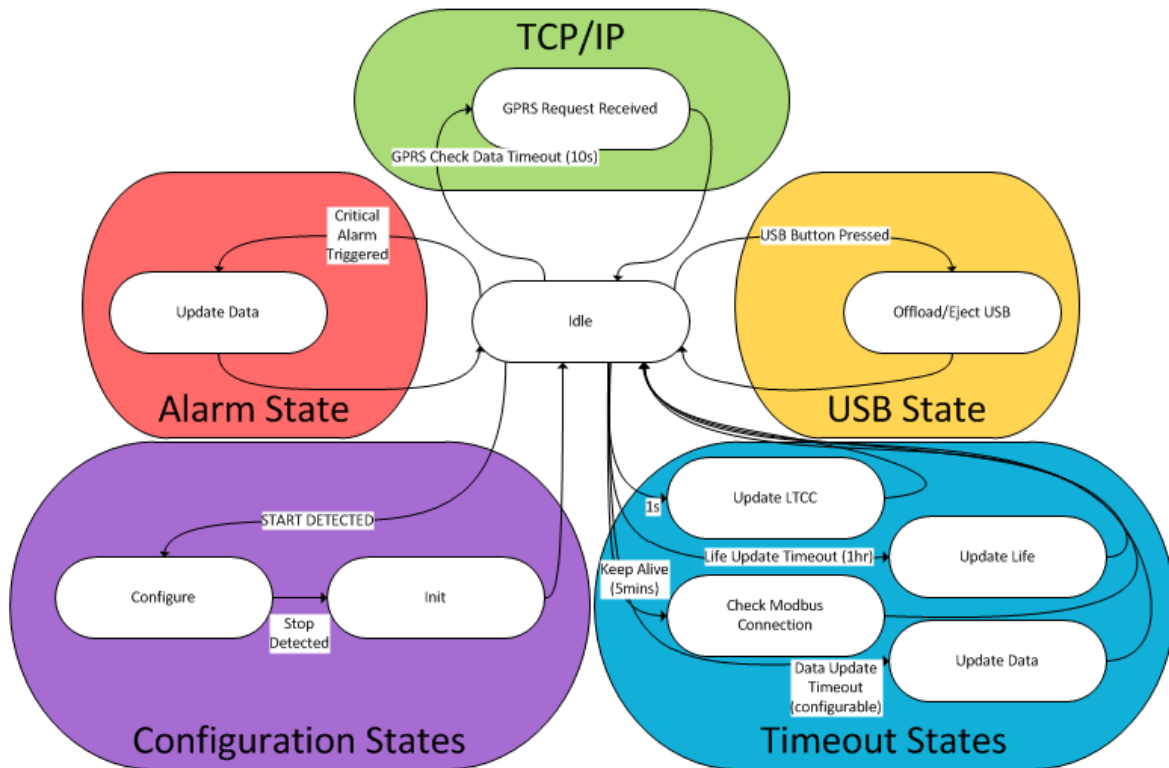 TCP/IP
GPRS Request Received
GPRS Check Data Timeout (10s)
Critical
Alarm
Triggered
Update Data
Alarm State
Idle
USB Button Pressed
Offload/Eject USB
USB State
START DETECTED
Configure
Stop
Detected
Init
Configuration States
Update LTCC
1s
Life Update Timeout (1hr)
Update Life
Keep Alive
(5mins)
Check Modbus
Connection
Data Update
Timeout
(configurable)
Update Data
Timeout States